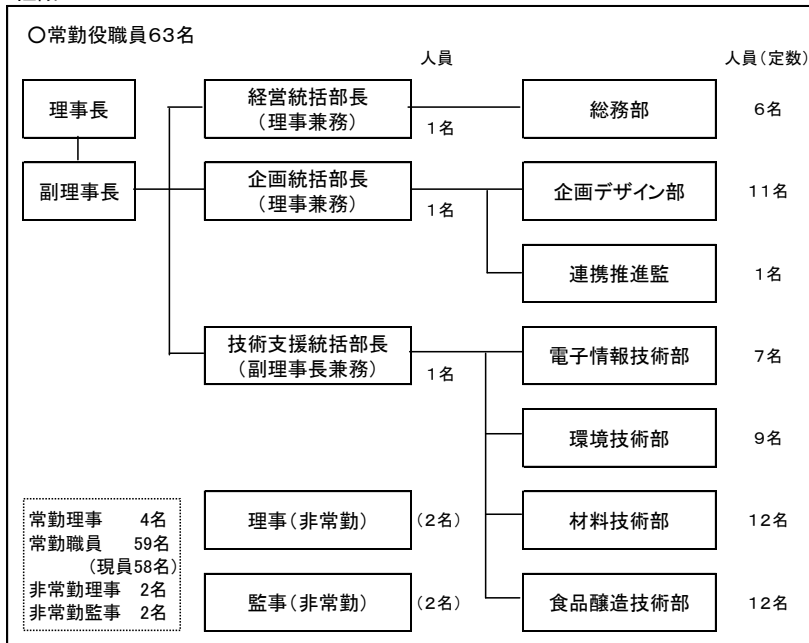 〇常勤役職員63名
人員
人員(定数)
理事長
経営統括部長
(理事兼務)
1名
総務部
6名
副理事長
企画統括部長
(理事兼務)
1名
企画デザイン部
11名
連携推進監
1名
技術支援統括部長
(副理事長兼務)
1名
電子情報技術部
7名
環境技術部
9名
常勤理事 4名
常勤職員 59名
(現員58名)
非常勤理事 2名
非常勤監事 2名
理事(非常勤)
(2名)
材料技術部
12名
監事(非常勤)
(2名)
食品醸造技術部
12名